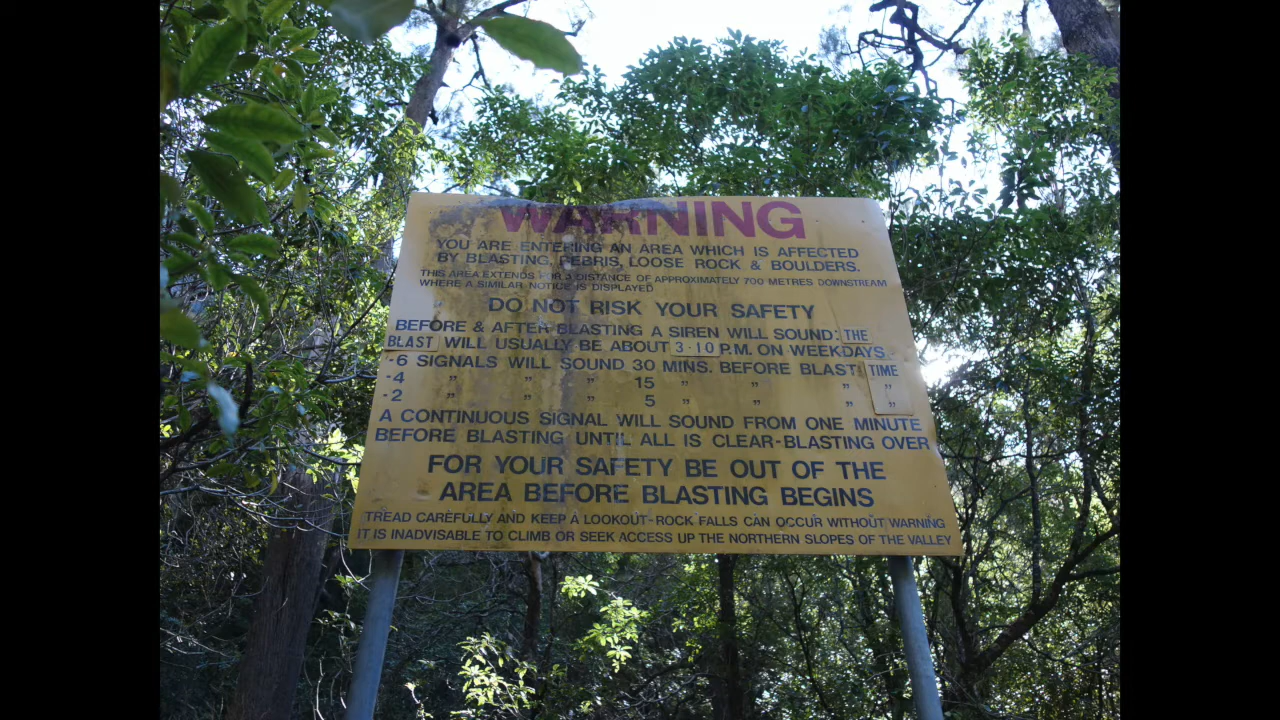 WARNING
YOU ARE ENTERING AN AREA WHICH IS AFFECTED
BY BLASTING, DEBRIS, LOOSE ROCK & BOULDERS.
THIS AREA EXTENDS FOR A DISTANCE OF APPROXIMATELY 700 METRES DOWNSTREAM
WHERE A SIMILAR NOTICE IS DISPLAYED
DO NOT RISK YOUR SAFETY
BEFORE & AFTER BLASTING A SIREN WILL SOUND: THE
BLAST WILL USUALLY BE ABOUT 3·10 P.M. ON WEEKDAYS.
-6 SIGNALS WILL SOUND 30 MINS. BEFORE BLAST TIME
-4 " " " 15 " " " "
-2 " " " 5 " " " "
A CONTINUOUS SIGNAL WILL SOUND FROM ONE MINUTE
BEFORE BLASTING UNTIL ALL IS CLEAR-BLASTING OVER
FOR YOUR SAFETY BE OUT OF THE
AREA BEFORE BLASTING BEGINS
TREAD CAREFULLY AND KEEP A LOOKOUT-ROCK FALLS CAN OCCUR WITHOUT WARNING
IT IS INADVISABLE TO CLIMB OR SEEK ACCESS UP THE NORTHERN SLOPES OF THE VALLEY